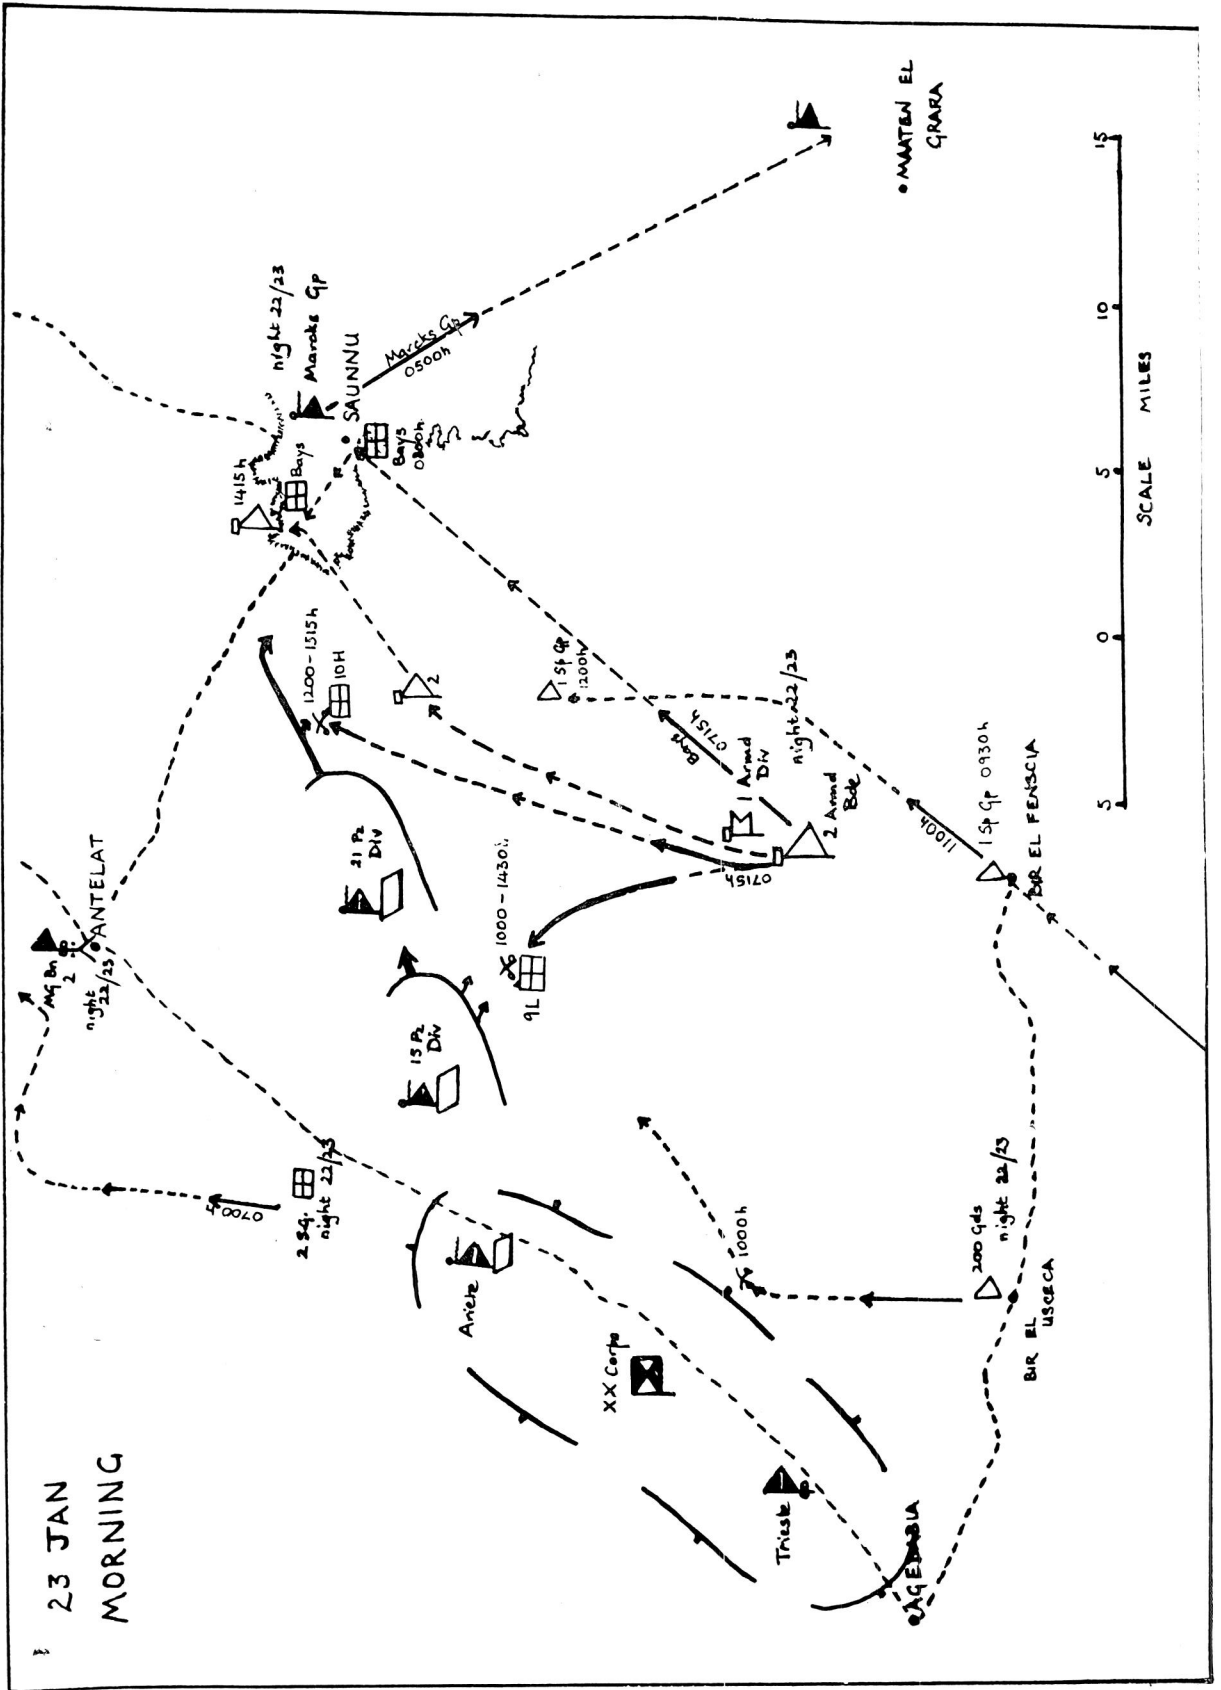 23 JAN
MORNING
MG Bn
2
ANTELAT
night
22/23
0700h
2 Sq.
night 22/23
1415h
Bays
night 22/23
Marcks Gp
SAUNNU
Bays
0800h
Marcks Gp
0500h
MAATEN EL
GRARA
21 Pz
Div
1200-1515h
10H
2
15 Pz
Div
1000-1430h
9L
1 Sp Gp
1200h
Bays
0715h
0715h
1 Armd
Div
2 Armd
Bde
night 22/23
1 Sp Gp 0930h
1100h
BIR EL FENSCIA
Ariete
XX Corps
Trieste
AGEDABIA
1000h
200 Gds
night 22/23
BIR EL
USCECA
5 0 5 10 15
SCALE MILES